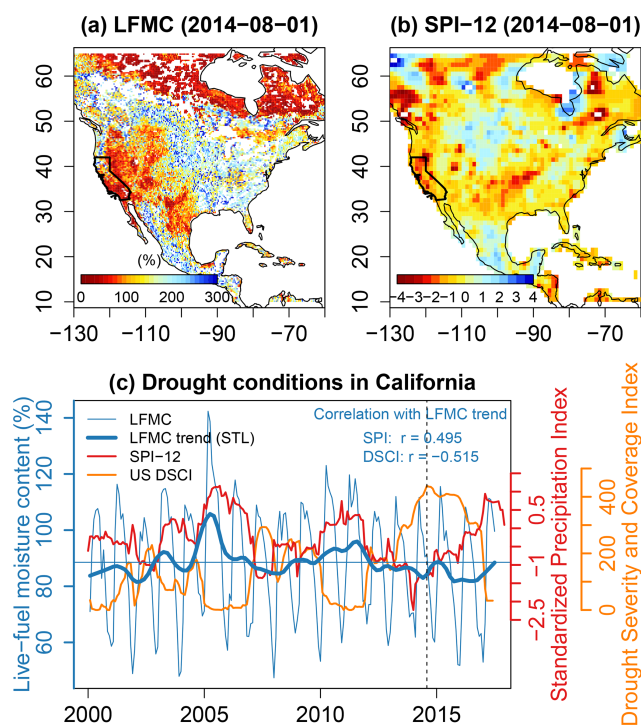 (a) LFMC (2014−08−01)
(b) SPI−12 (2014−08−01)
60
50
40
30
20
10
(%)
0 100 200 300
−130 −110 −90 −70
60
50
40
30
20
10
−4−3−2−1 0 1 2 3 4
−130 −110 −90 −70
(c) Drought conditions in California
Live−fuel moisture content (%)
140
120
100
80
60
LFMC
LFMC trend (STL)
SPI−12
US DSCI
Correlation with LFMC trend
SPI: r = 0.495
DSCI: r = −0.515
2000 2005 2010 2015
0.5
−1
−2.5
Standardized Precipitation Index
400
200
0
Drought Severity and Coverage Index